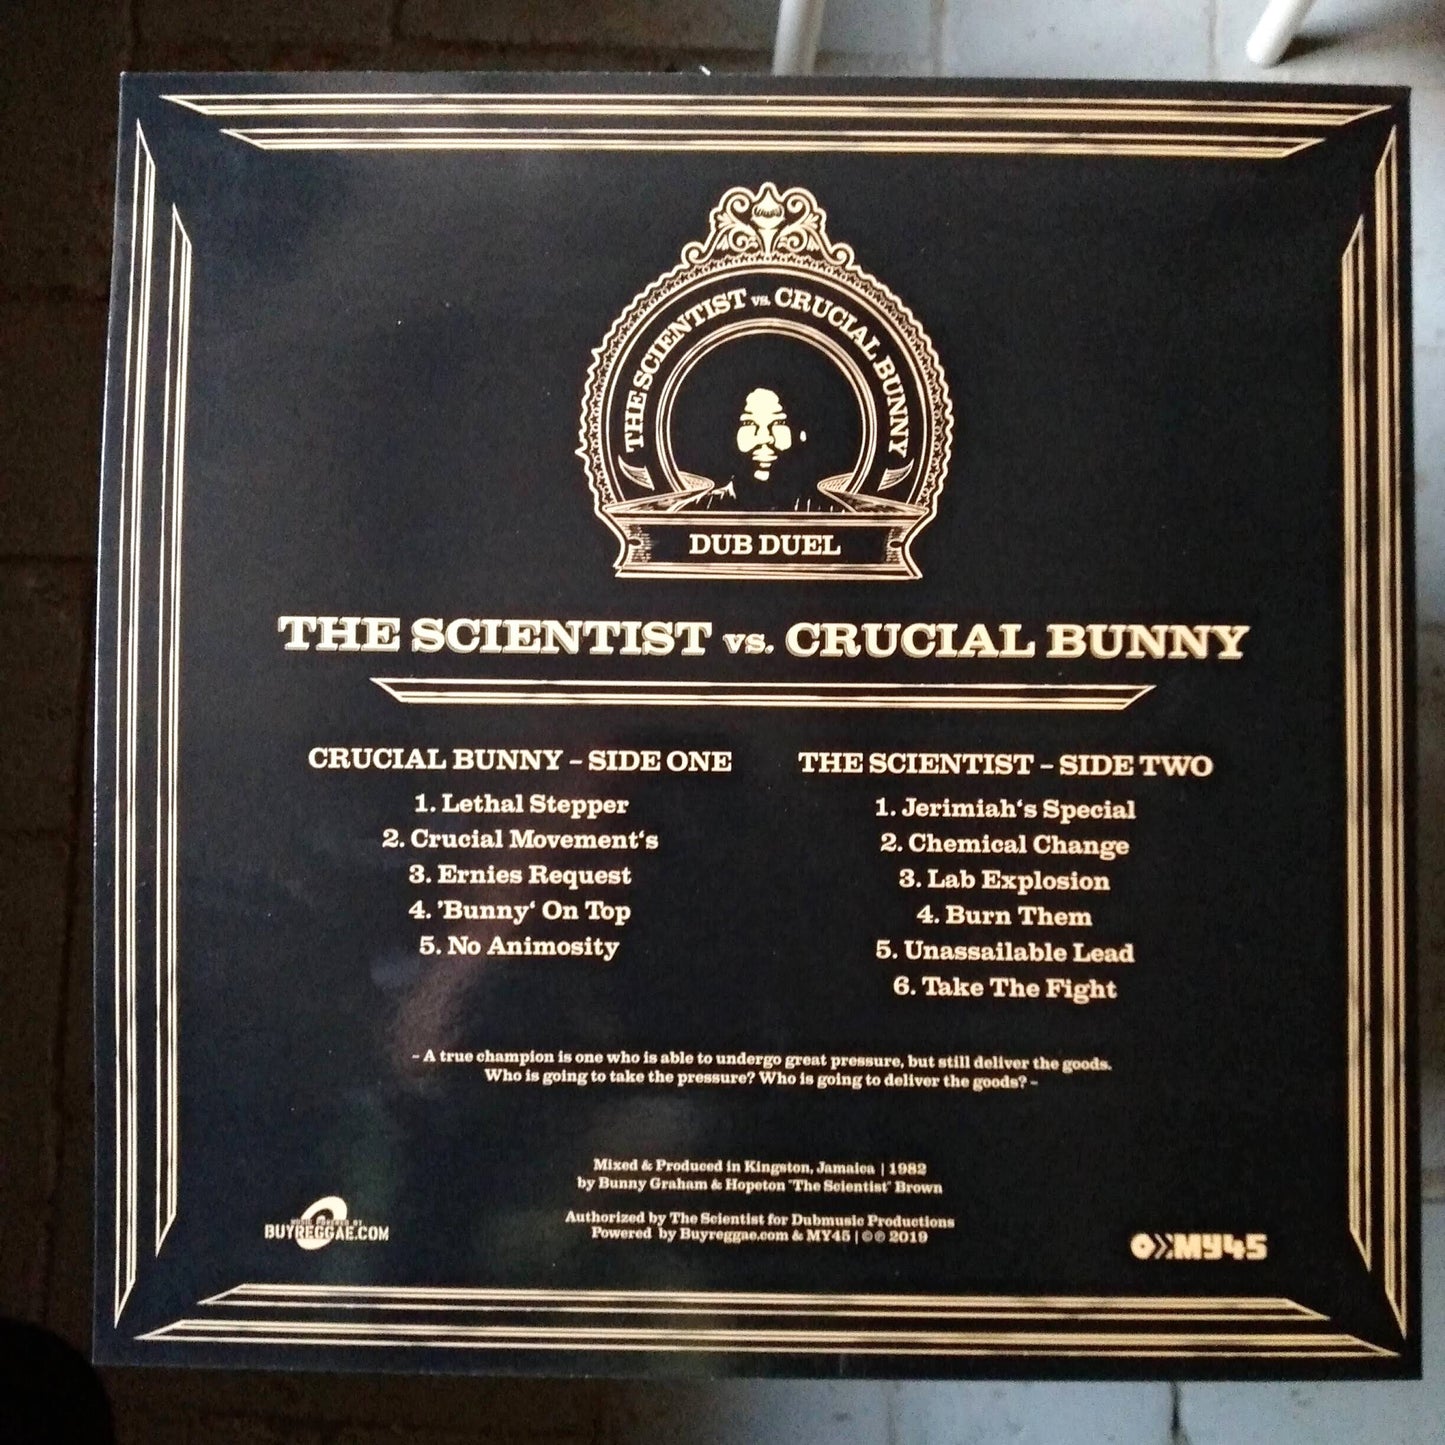 THE SCIENTIST vs. CRUCIAL BUNNY
DUB DUEL
THE SCIENTIST vs. CRUCIAL BUNNY
CRUCIAL BUNNY – SIDE ONE
1. Lethal Stepper
2. Crucial Movement‘s
3. Ernies Request
4. ’Bunny‘ On Top
5. No Animosity
THE SCIENTIST – SIDE TWO
1. Jerimiah‘s Special
2. Chemical Change
3. Lab Explosion
4. Burn Them
5. Unassailable Lead
6. Take The Fight
– A true champion is one who is able to undergo great pressure, but still deliver the goods.
Who is going to take the pressure? Who is going to deliver the goods? –
Mixed & Produced in Kingston, Jamaica | 1982
by Bunny Graham & Hopeton "The Scientist" Brown
Authorized by The Scientist for Dubmusic Productions
Powered by Buyreggae.com & MY45 | ©℗ 2019
MUSIC POWERED BY
BUYREGGAE.COM
MY45